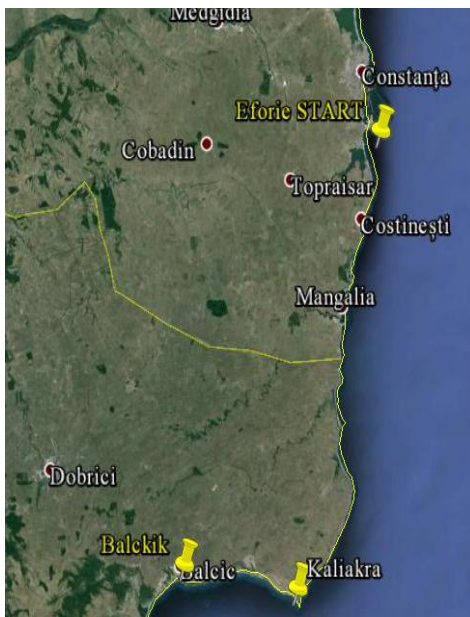 Medgidia
Constanța
Eforie START
Cobadin
Topraisar
Costinești
Mangalia
Dobrici
Balckik
Balcic
Kaliakra